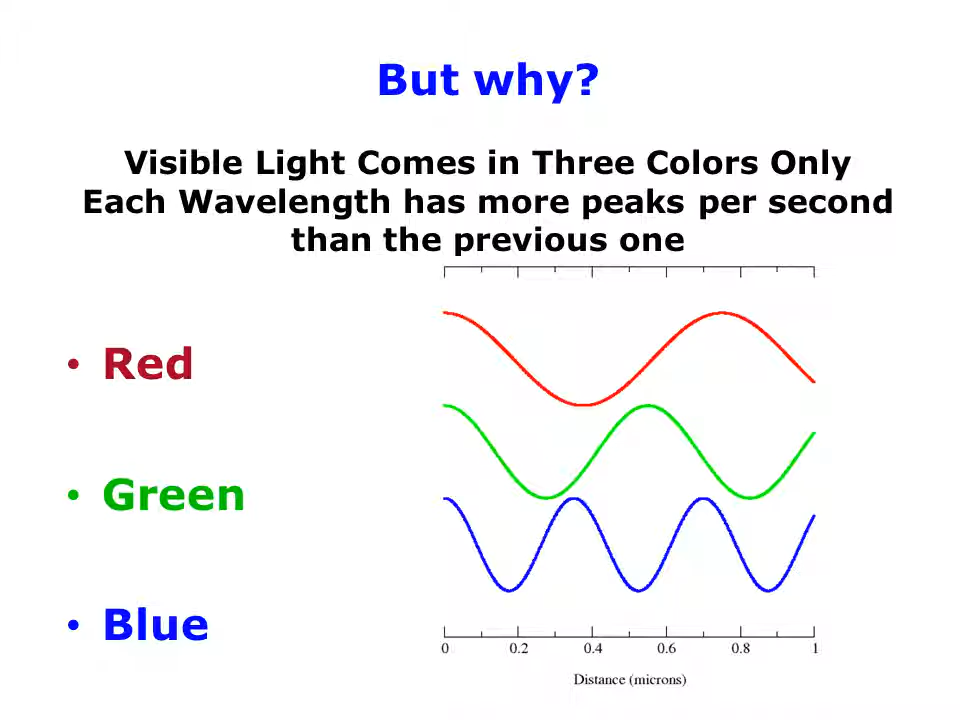 But why?
Visible Light Comes in Three Colors Only
Each Wavelength has more peaks per second
than the previous one
• Red
• Green
• Blue
0 0.2 0.4 0.6 0.8 1
Distance (microns)